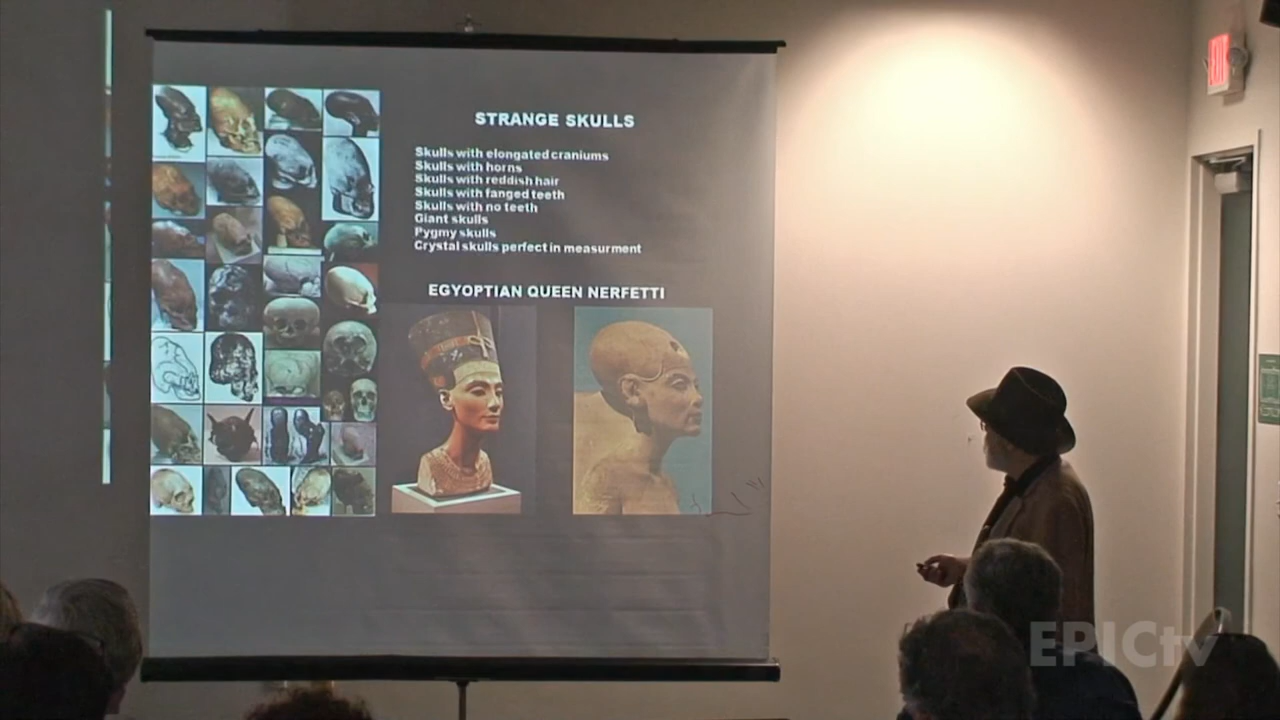 STRANGE SKULLS
Skulls with elongated craniums
Skulls with horns
Skulls with reddish hair
Skulls with fanged teeth
Skulls with no teeth
Giant skulls
Pygmy skulls
Crystal skulls perfect in measurment
EGYOPTIAN QUEEN NERFETTI
EXIT
EPICtv